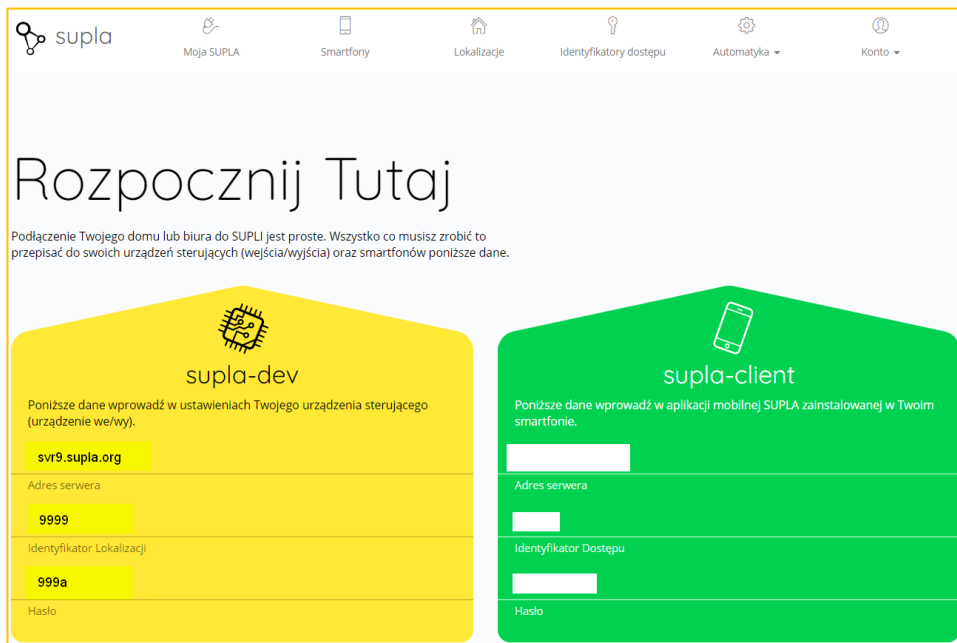 supla
Moja SUPLA
Smartfony
Lokalizacje
Identyfikatory dostępu
Automatyka
Konto
Rozpocznij Tutaj
Podłączenie Twojego domu lub biura do SUPLI jest proste. Wszystko co musisz zrobić to
przepisać do swoich urządzeń sterujących (wejścia/wyjścia) oraz smartfonów poniższe dane.
supla-dev
Poniższe dane wprowadź w ustawieniach Twojego urządzenia sterującego
(urządzenie we/wy).
svr9.supla.org
Adres serwera
9999
Identyfikator Lokalizacji
999a
Hasło
supla-client
Poniższe dane wprowadź w aplikacji mobilnej SUPLA zainstalowanej w Twoim
smartfonie.
Adres serwera
Identyfikator Dostępu
Hasło